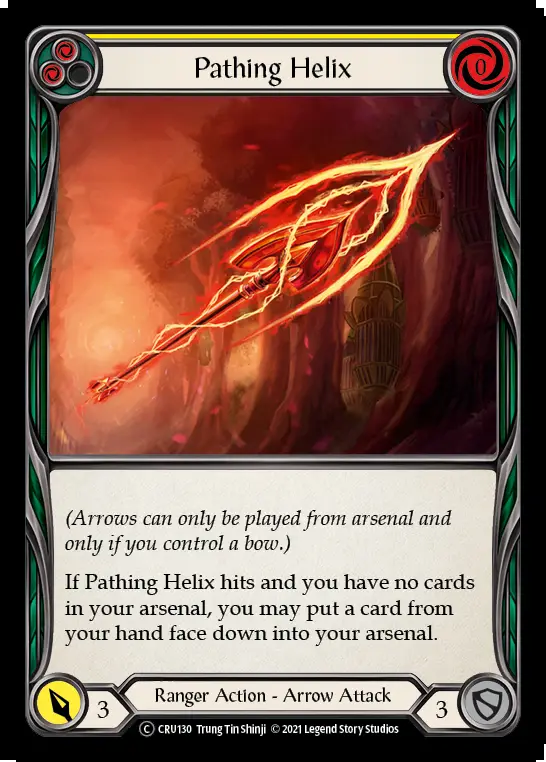 Pathing Helix
0
(Arrows can only be played from arsenal and
only if you control a bow.)
If Pathing Helix hits and you have no cards
in your arsenal, you may put a card from
your hand face down into your arsenal.
3
Ranger Action - Arrow Attack
3
C CRU130 Trung Tin Shinji © 2021 Legend Story Studios